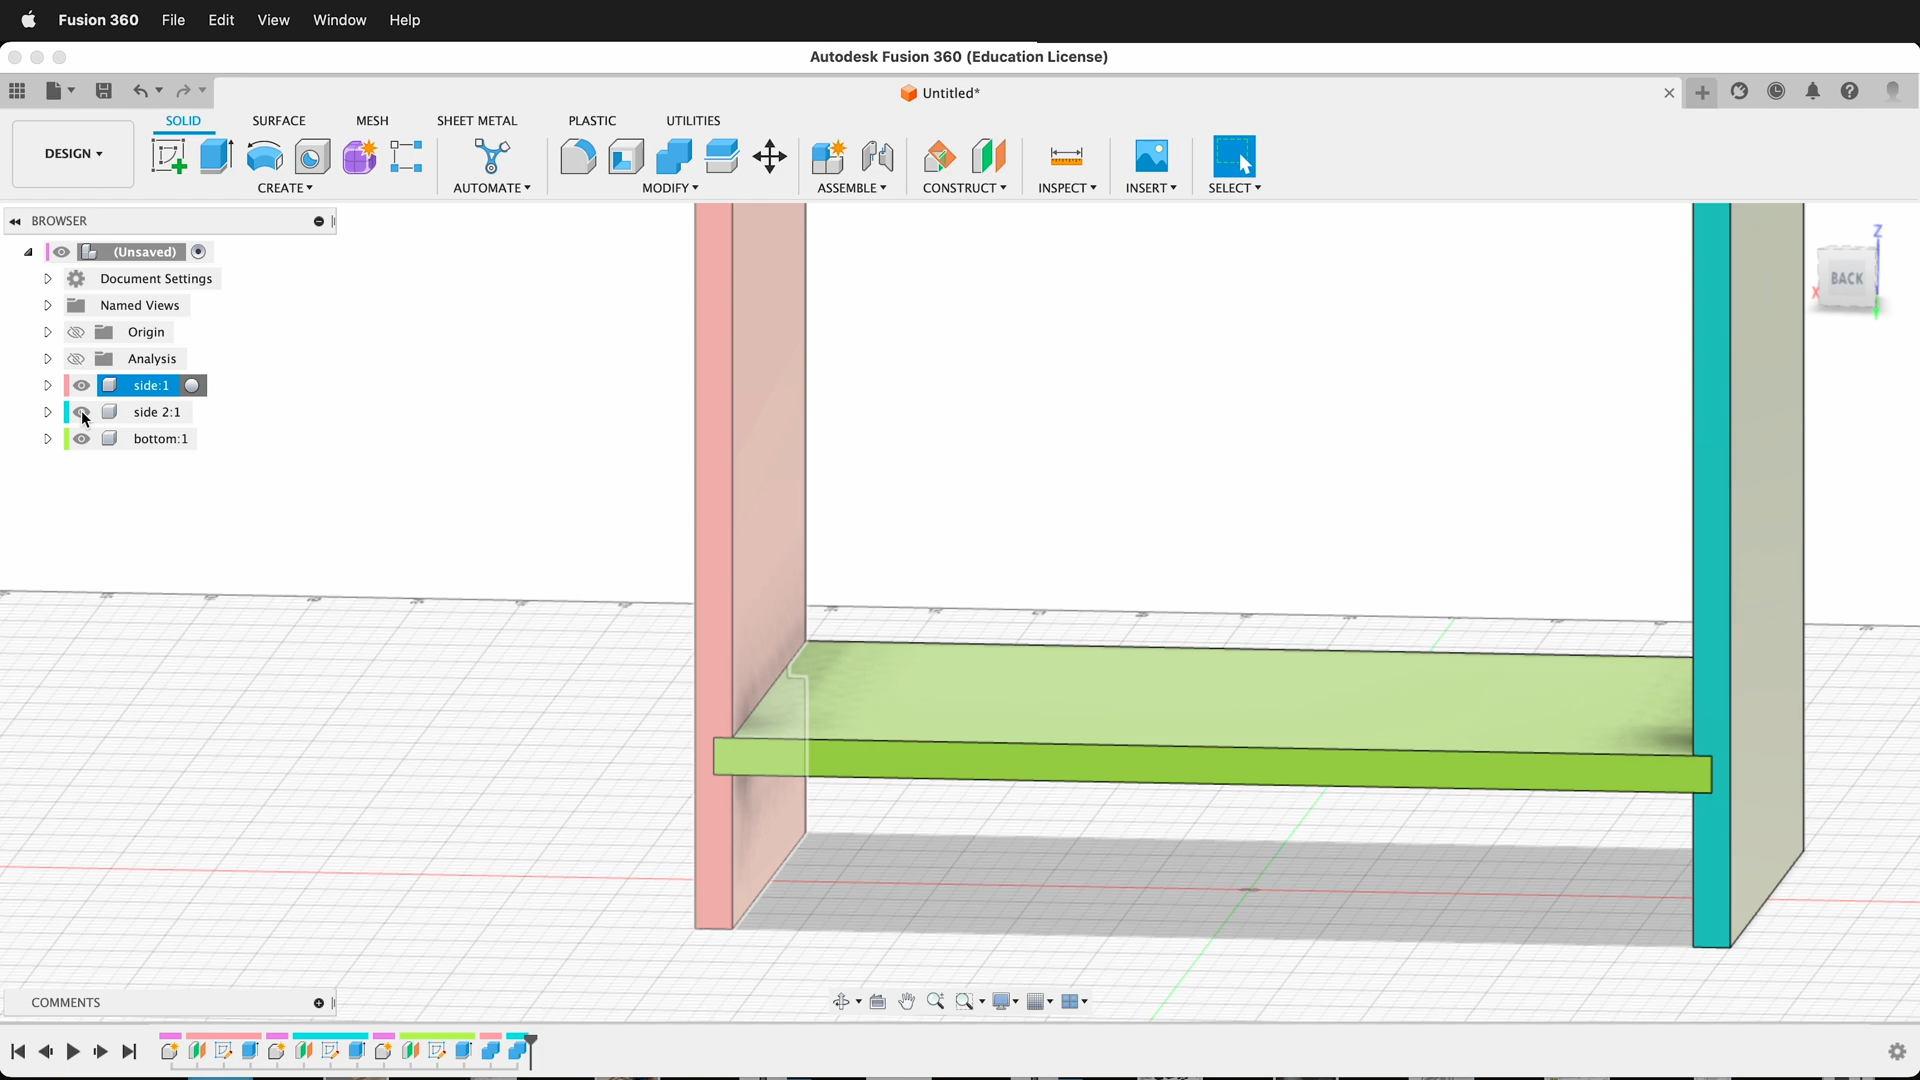 Fusion 360 File Edit View Window Help
Autodesk Fusion 360 (Education License)
Untitled*
SOLID SURFACE MESH SHEET METAL PLASTIC UTILITIES
DESIGN
CREATE AUTOMATE MODIFY ASSEMBLE CONSTRUCT INSPECT INSERT SELECT
BROWSER
(Unsaved)
Document Settings
Named Views
Origin
Analysis
side:1
side 2:1
bottom:1
Z
BACK
X
COMMENTS